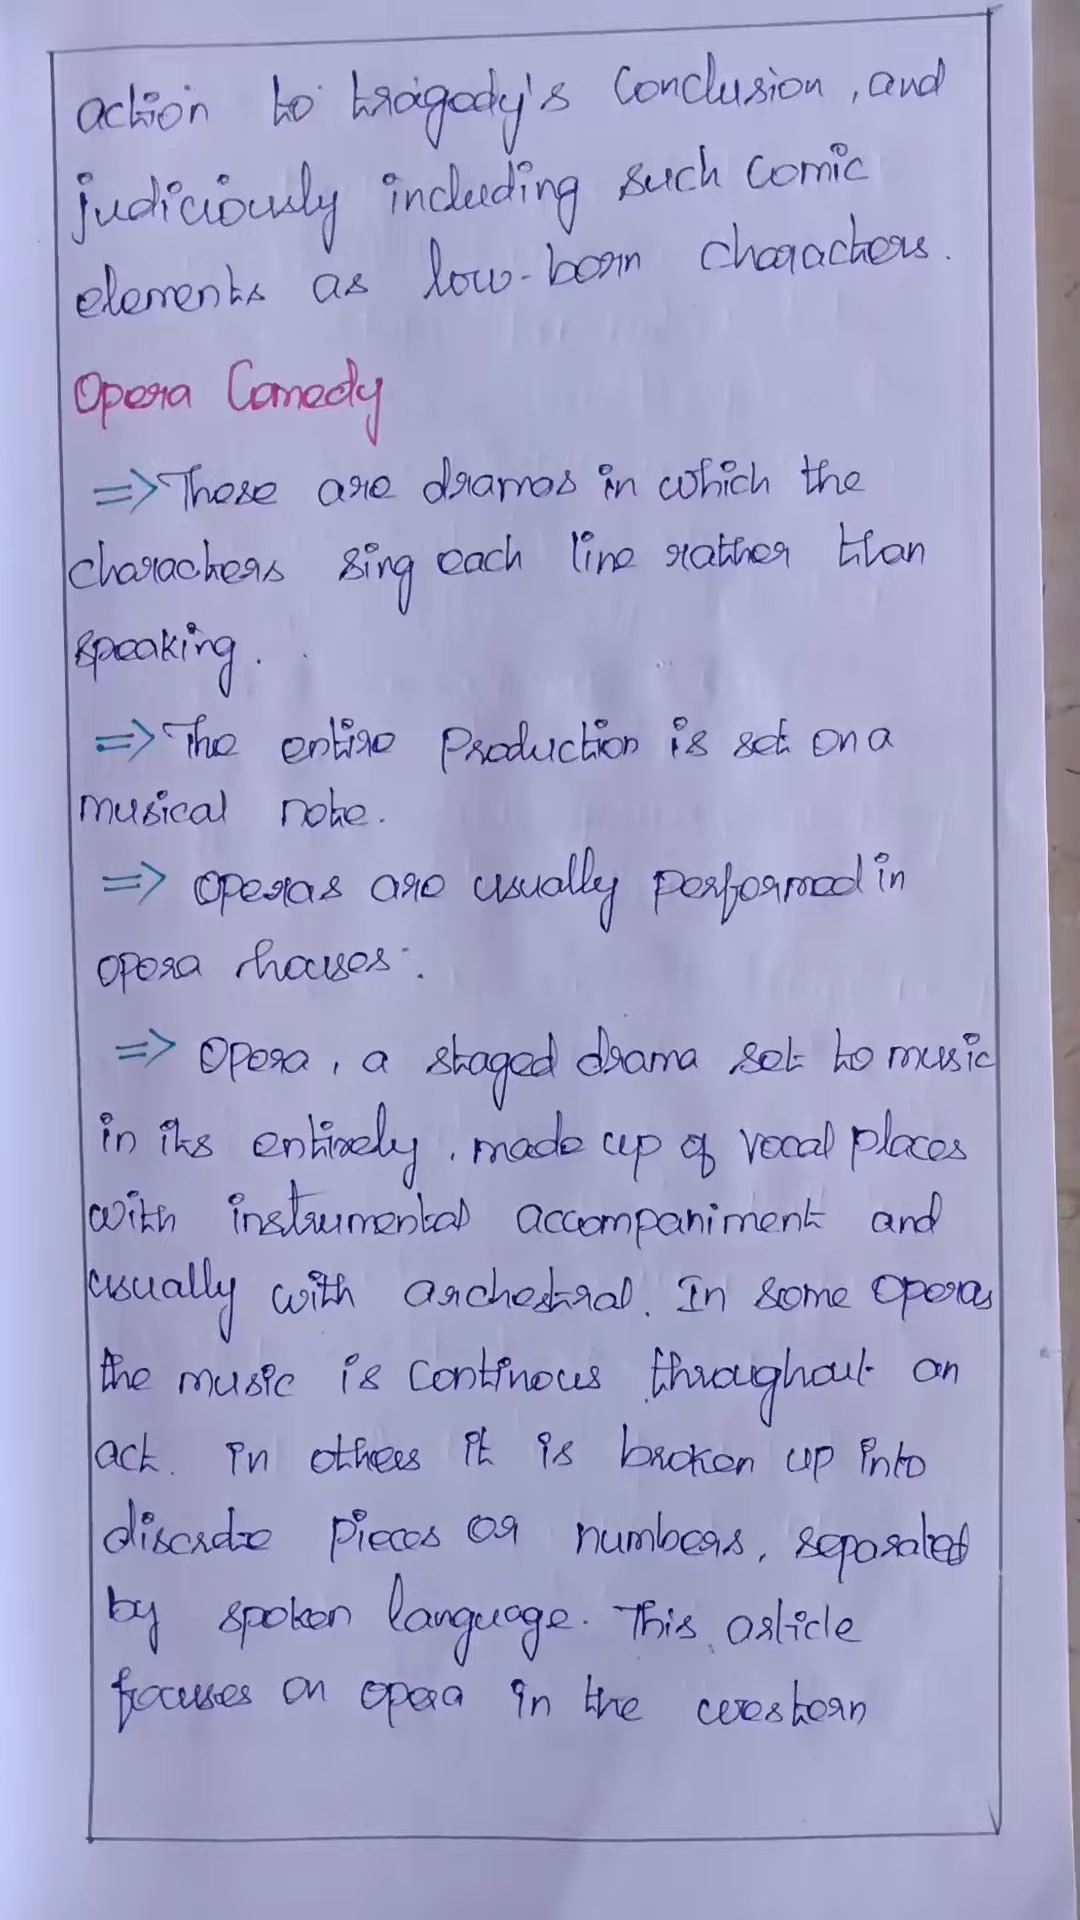 action to tragody's Conclusion, and
judiciously including such Comic
elements as low-born Charachers.
Opera Comedy
=> These are dramas in which the
Charachers sing each line rather than
speaking.
=> The entire Production is set on a
musical note.
=> Operas are usually performed in
opera houses.
=> Opera, a staged drama set to music
in its entirely, made up of vocal places
with instrumental accompaniment and
usually with archestral. In some Operas
the music is Continous throughout an
act. in others it is broken up into
discrete pieces or numbers, separated
by spoken language. This article
focuses on opera in the western